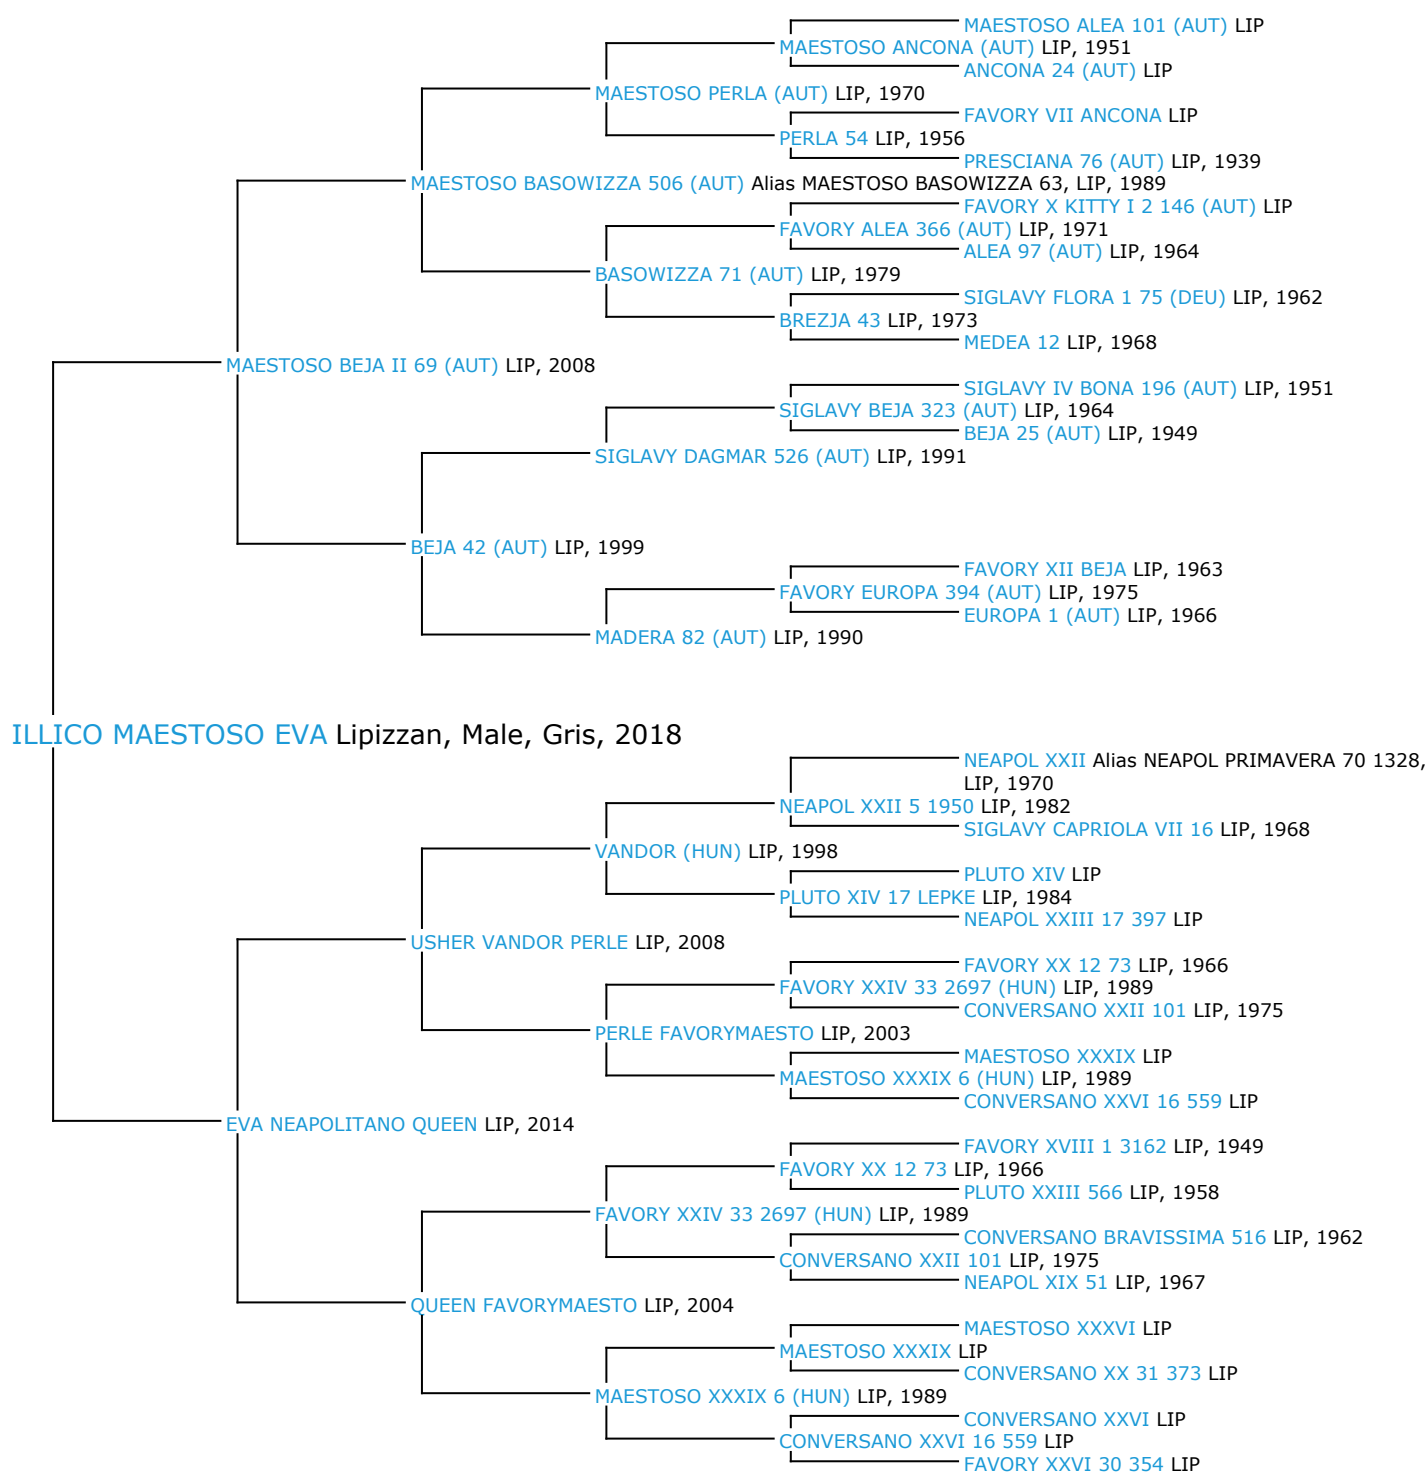 MAESTOSO ALEA 101 (AUT) LIP
MAESTOSO ANCONA (AUT) LIP, 1951
ANCONA 24 (AUT) LIP
MAESTOSO PERLA (AUT) LIP, 1970
FAVORY VII ANCONA LIP
PERLA 54 LIP, 1956
PRESCIANA 76 (AUT) LIP, 1939
MAESTOSO BASOWIZZA 506 (AUT) Alias MAESTOSO BASOWIZZA 63, LIP, 1989
FAVORY X KITTY I 2 146 (AUT) LIP
FAVORY ALEA 366 (AUT) LIP, 1971
ALEA 97 (AUT) LIP, 1964
BASOWIZZA 71 (AUT) LIP, 1979
SIGLAVY FLORA 1 75 (DEU) LIP, 1962
BREZJA 43 LIP, 1973
MEDEA 12 LIP, 1968
MAESTOSO BEJA II 69 (AUT) LIP, 2008
SIGLAVY IV BONA 196 (AUT) LIP, 1951
SIGLAVY BEJA 323 (AUT) LIP, 1964
BEJA 25 (AUT) LIP, 1949
SIGLAVY DAGMAR 526 (AUT) LIP, 1991
BEJA 42 (AUT) LIP, 1999
FAVORY XII BEJA LIP, 1963
FAVORY EUROPA 394 (AUT) LIP, 1975
EUROPA 1 (AUT) LIP, 1966
MADERA 82 (AUT) LIP, 1990
ILLICO MAESTOSO EVA Lipizzan, Male, Gris, 2018
NEAPOL XXII Alias NEAPOL PRIMAVERA 70 1328,
LIP, 1970
NEAPOL XXII 5 1950 LIP, 1982
SIGLAVY CAPRIOLA VII 16 LIP, 1968
VANDOR (HUN) LIP, 1998
PLUTO XIV LIP
PLUTO XIV 17 LEPKE LIP, 1984
NEAPOL XXIII 17 397 LIP
USHER VANDOR PERLE LIP, 2008
FAVORY XX 12 73 LIP, 1966
FAVORY XXIV 33 2697 (HUN) LIP, 1989
CONVERSANO XXII 101 LIP, 1975
PERLE FAVORYMAESTO LIP, 2003
MAESTOSO XXXIX LIP
MAESTOSO XXXIX 6 (HUN) LIP, 1989
CONVERSANO XXVI 16 559 LIP
EVA NEAPOLITANO QUEEN LIP, 2014
FAVORY XVIII 1 3162 LIP, 1949
FAVORY XX 12 73 LIP, 1966
PLUTO XXIII 566 LIP, 1958
FAVORY XXIV 33 2697 (HUN) LIP, 1989
CONVERSANO BRAVISSIMA 516 LIP, 1962
CONVERSANO XXII 101 LIP, 1975
NEAPOL XIX 51 LIP, 1967
QUEEN FAVORYMAESTO LIP, 2004
MAESTOSO XXXVI LIP
MAESTOSO XXXIX LIP
CONVERSANO XX 31 373 LIP
MAESTOSO XXXIX 6 (HUN) LIP, 1989
CONVERSANO XXVI LIP
CONVERSANO XXVI 16 559 LIP
FAVORY XXVI 30 354 LIP